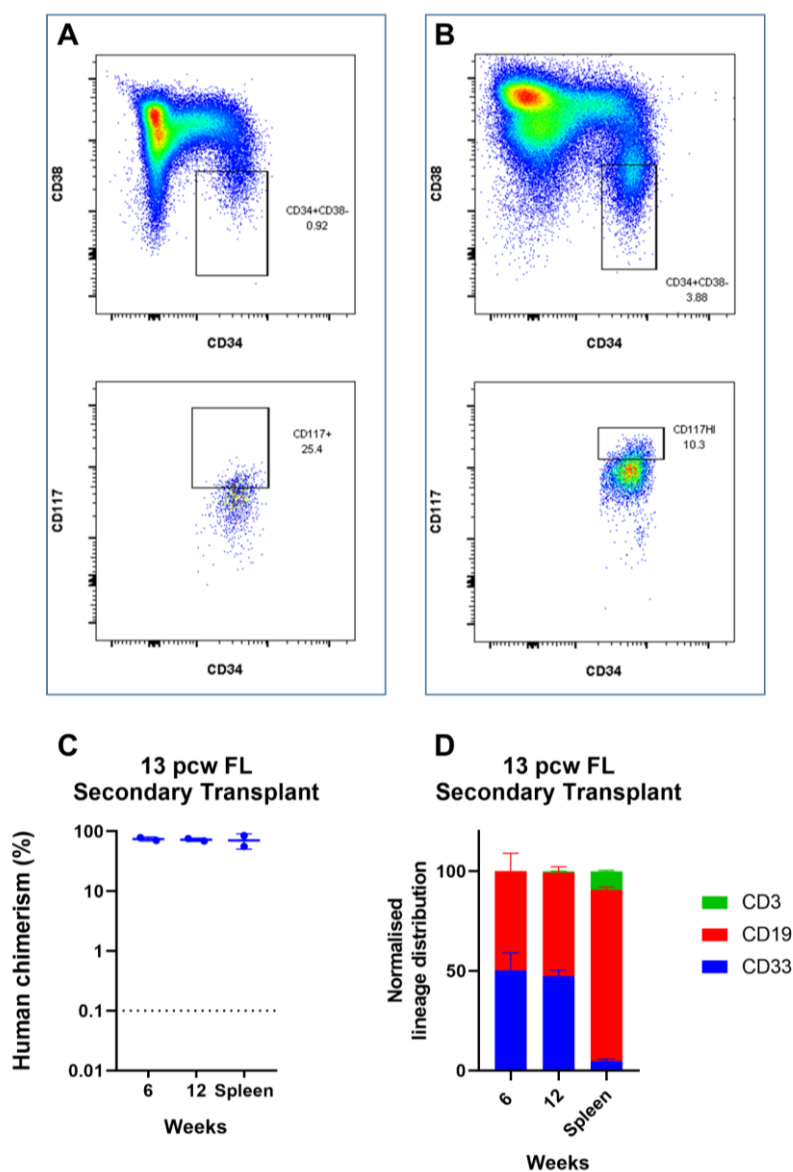 A
CD38
CD34+CD38-
0.92
CD34
CD117
CD117+
25.4
CD34
B
CD38
CD34+CD38-
3.88
CD34
CD117
CD117HI
10.3
CD34
C
13 pcw FL
Secondary Transplant
Human chimerism (%)
100
10
1
0.1
0.01
6 12 Spleen
Weeks
D
13 pcw FL
Secondary Transplant
Normalised
lineage distribution
100
50
0
6 12 Spleen
Weeks
CD3
CD19
CD33